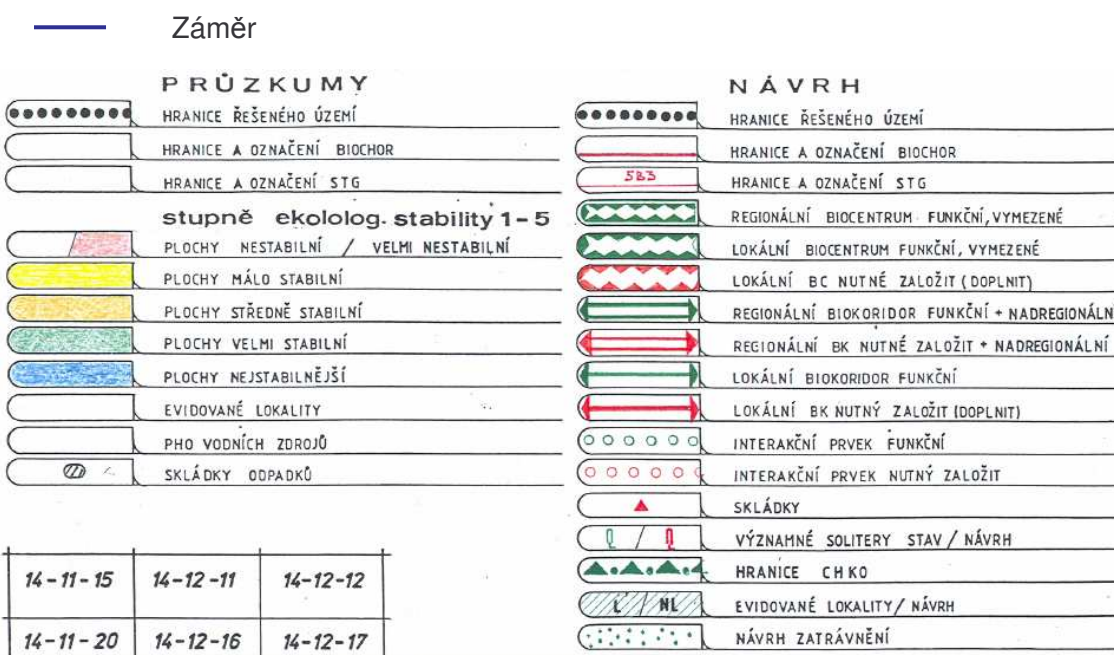 Záměr
PRŮZKUMY
HRANICE ŘEŠENÉHO ÚZEMÍ
HRANICE A OZNAČENÍ BIOCHOR
HRANICE A OZNAČENÍ STG
stupně ekololog. stability 1-5
PLOCHY NESTABILNÍ / VELMI NESTABILNÍ
PLOCHY MÁLO STABILNÍ
PLOCHY STŘEDNĚ STABILNÍ
PLOCHY VELMI STABILNÍ
PLOCHY NEJSTABILNĚJŠÍ
EVIDOVANÉ LOKALITY
PHO VODNÍCH ZDROJŮ
SKLÁDKY ODPADKŮ
14-11-15 14-12-11 14-12-12
14-11-20 14-12-16 14-12-17
NÁVRH
HRANICE ŘEŠENÉHO ÚZEMÍ
HRANICE A OZNAČENÍ BIOCHOR
5B3 HRANICE A OZNAČENÍ STG
REGIONÁLNÍ BIOCENTRUM FUNKČNÍ, VYMEZENÉ
LOKÁLNÍ BIOCENTRUM FUNKČNÍ, VYMEZENÉ
LOKÁLNÍ BC NUTNÉ ZALOŽIT (DOPLNIT)
REGIONÁLNÍ BIOKORIDOR FUNKČNÍ + NADREGIONÁLN
REGIONÁLNÍ BK NUTNÉ ZALOŽIT + NADREGIONÁLNÍ
LOKÁLNÍ BIOKORIDOR FUNKČNÍ
LOKÁLNÍ BK NUTNÝ ZALOŽIT (DOPLNIT)
INTERAKČNÍ PRVEK FUNKČNÍ
INTERAKČNÍ PRVEK NUTNÝ ZALOŽIT
SKLÁDKY
VÝZNAMNÉ SOLITERY STAV / NÁVRH
HRANICE CHKO
L / NL EVIDOVANÉ LOKALITY / NÁVRH
NÁVRH ZATRÁVNĚNÍ